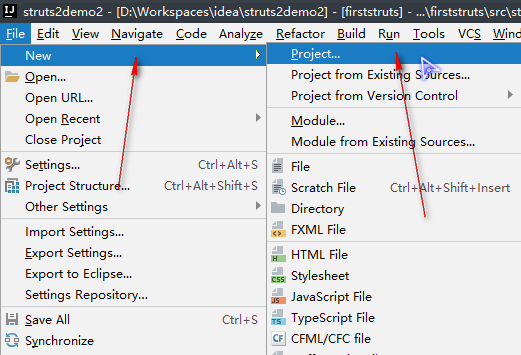 struts2demo2 - [D:\Workspaces\idea\struts2demo2] - [firststruts] - ...\firststruts\src\st
File Edit View Navigate Code Analyze Refactor Build Run Tools VCS Wind
New
Open...
Open URL...
Open Recent
Close Project
Settings... Ctrl+Alt+S
Project Structure... Ctrl+Alt+Shift+S
Other Settings
Import Settings...
Export Settings...
Export to Eclipse...
Settings Repository...
Save All Ctrl+S
Synchronize
Project...
Project from Existing Sources...
Project from Version Control
Module...
Module from Existing Sources...
File
Scratch File Ctrl+Alt+Shift+Insert
Directory
FXML File
HTML File
Stylesheet
JavaScript File
TypeScript File
CFML/CFC file